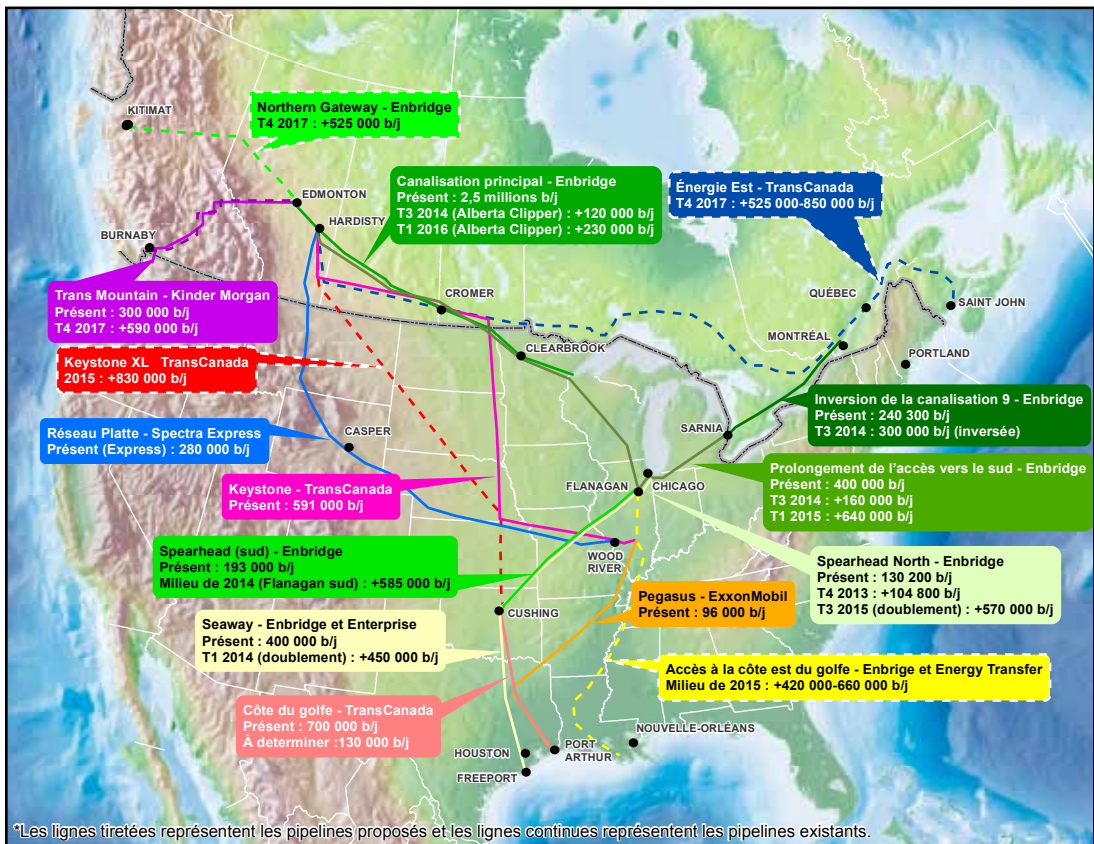 KITIMAT
Northern Gateway - Enbridge
T4 2017 : +525 000 b/j
EDMONTON
HARDISTY
BURNABY
Canalisation principal - Enbridge
Présent : 2,5 millions b/j
T3 2014 (Alberta Clipper) : +120 000 b/j
T1 2016 (Alberta Clipper) : +230 000 b/j
Énergie Est - TransCanada
T4 2017 : +525 000-850 000 b/j
Trans Mountain - Kinder Morgan
Présent : 300 000 b/j
T4 2017 : +590 000 b/j
CROMER
QUÉBEC
SAINT JOHN
MONTRÉAL
PORTLAND
CLEARBROOK
Keystone XL TransCanada
2015 : +830 000 b/j
Inversion de la canalisation 9 - Enbridge
Présent : 240 300 b/j
T3 2014 : 300 000 b/j (inversée)
SARNIA
Réseau Platte - Spectra Express
Présent (Express) : 280 000 b/j
CASPER
Prolongement de l'accès vers le sud - Enbridge
Présent : 400 000 b/j
T3 2014 : +160 000 b/j
T1 2015 : +640 000 b/j
Keystone - TransCanada
Présent : 591 000 b/j
FLANAGAN
CHICAGO
Spearhead (sud) - Enbridge
Présent : 193 000 b/j
Milieu de 2014 (Flanagan sud) : +585 000 b/j
WOOD
RIVER
Spearhead North - Enbridge
Présent : 130 200 b/j
T4 2013 : +104 800 b/j
T3 2015 (doublement) : +570 000 b/j
Pegasus - ExxonMobil
Présent : 96 000 b/j
CUSHING
Seaway - Enbridge et Enterprise
Présent : 400 000 b/j
T1 2014 (doublement) : +450 000 b/j
Accès à la côte est du golfe - Enbrige et Energy Transfer
Milieu de 2015 : +420 000-660 000 b/j
Côte du golfe - TransCanada
Présent : 700 000 b/j
À determiner :130 000 b/j
NOUVELLE-ORLÉANS
HOUSTON
PORT
ARTHUR
FREEPORT
*Les lignes tiretées représentent les pipelines proposés et les lignes continues représentent les pipelines existants.